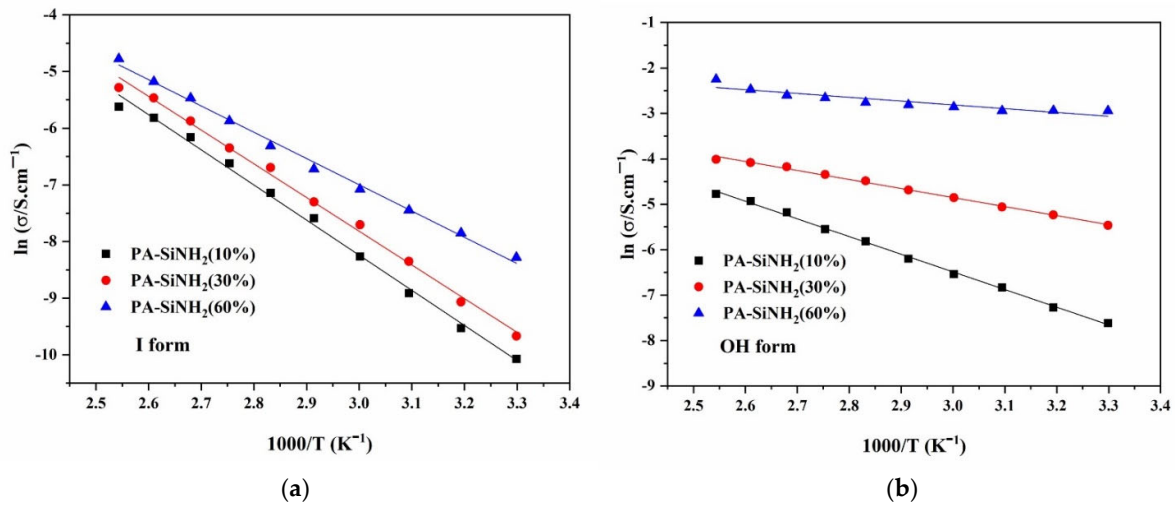 -4
-5
-6
-7
-8
-9
-10
ln (σ/S.cm⁻¹)
PA-SiNH₂(10%)
PA-SiNH₂(30%)
PA-SiNH₂(60%)
I form
2.5 2.6 2.7 2.8 2.9 3.0 3.1 3.2 3.3 3.4
1000/T (K⁻¹)
(a)
-1
-2
-3
-4
-5
-6
-7
-8
-9
ln (σ/S.cm⁻¹)
PA-SiNH₂(10%)
PA-SiNH₂(30%)
PA-SiNH₂(60%)
OH form
2.5 2.6 2.7 2.8 2.9 3.0 3.1 3.2 3.3 3.4
1000/T (K⁻¹)
(b)